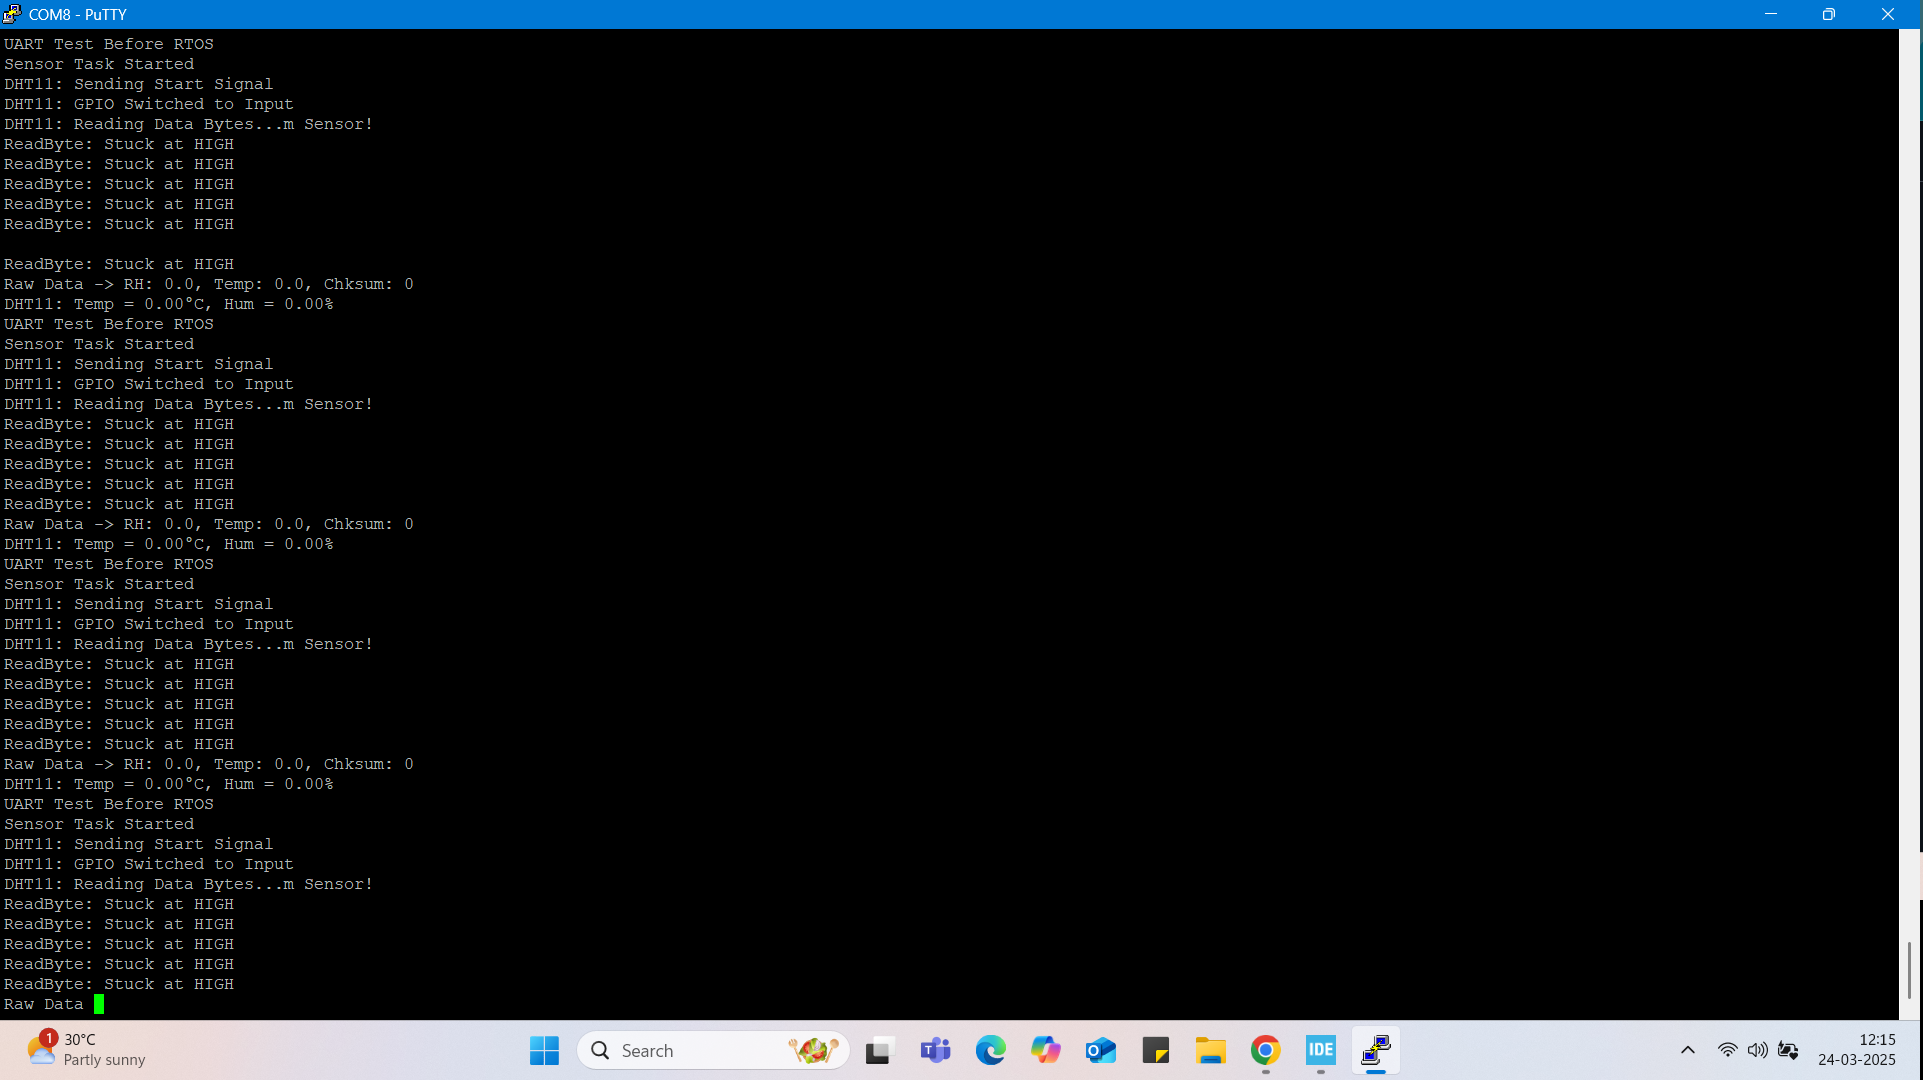 COM8 - PuTTY
UART Test Before RTOS
Sensor Task Started
DHT11: Sending Start Signal
DHT11: GPIO Switched to Input
DHT11: Reading Data Bytes...m Sensor!
ReadByte: Stuck at HIGH
ReadByte: Stuck at HIGH
ReadByte: Stuck at HIGH
ReadByte: Stuck at HIGH
ReadByte: Stuck at HIGH
ReadByte: Stuck at HIGH
Raw Data -> RH: 0.0, Temp: 0.0, Chksum: 0
DHT11: Temp = 0.00°C, Hum = 0.00%
UART Test Before RTOS
Sensor Task Started
DHT11: Sending Start Signal
DHT11: GPIO Switched to Input
DHT11: Reading Data Bytes...m Sensor!
ReadByte: Stuck at HIGH
ReadByte: Stuck at HIGH
ReadByte: Stuck at HIGH
ReadByte: Stuck at HIGH
ReadByte: Stuck at HIGH
Raw Data -> RH: 0.0, Temp: 0.0, Chksum: 0
DHT11: Temp = 0.00°C, Hum = 0.00%
UART Test Before RTOS
Sensor Task Started
DHT11: Sending Start Signal
DHT11: GPIO Switched to Input
DHT11: Reading Data Bytes...m Sensor!
ReadByte: Stuck at HIGH
ReadByte: Stuck at HIGH
ReadByte: Stuck at HIGH
ReadByte: Stuck at HIGH
ReadByte: Stuck at HIGH
Raw Data -> RH: 0.0, Temp: 0.0, Chksum: 0
DHT11: Temp = 0.00°C, Hum = 0.00%
UART Test Before RTOS
Sensor Task Started
DHT11: Sending Start Signal
DHT11: GPIO Switched to Input
DHT11: Reading Data Bytes...m Sensor!
ReadByte: Stuck at HIGH
ReadByte: Stuck at HIGH
ReadByte: Stuck at HIGH
ReadByte: Stuck at HIGH
ReadByte: Stuck at HIGH
Raw Data
1
30°C
Partly sunny
Search
IDE
12:15
24-03-2025